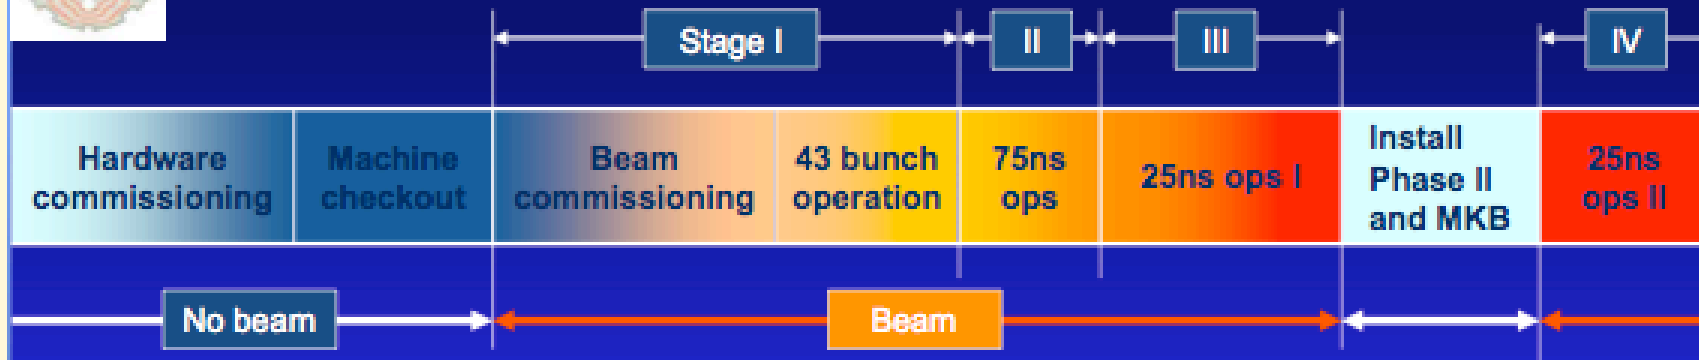 Stage I
II
III
IV
Hardware
commissioning
Machine
checkout
Beam
commissioning
43 bunch
operation
75ns
ops
25ns ops I
Install
Phase II
and MKB
25ns
ops II
No beam
Beam